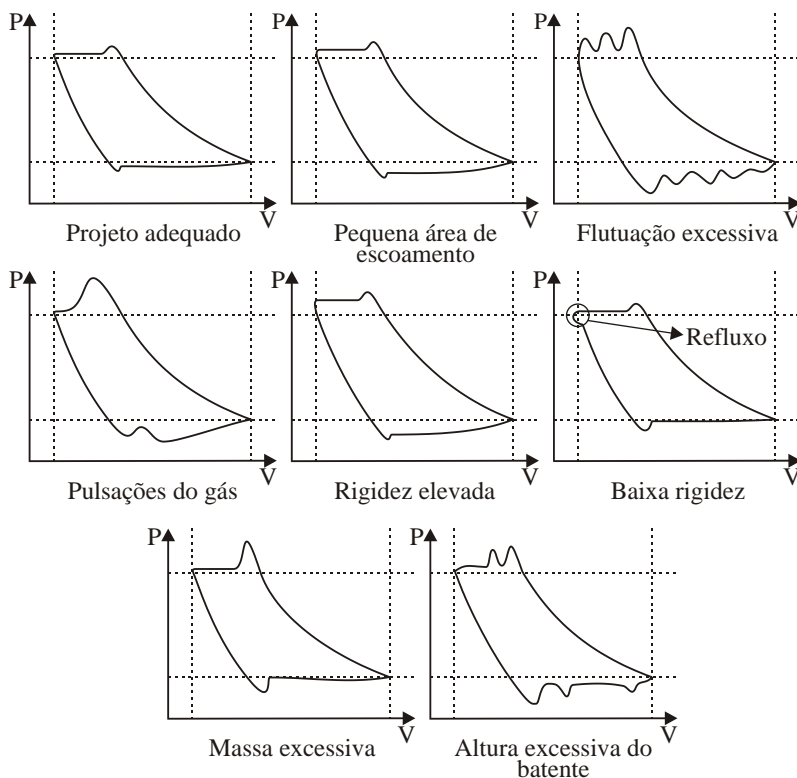 P
V
Projeto adequado
P
V
Pequena área de
escoamento
P
V
Flutuação excessiva
P
V
Pulsações do gás
P
V
Rigidez elevada
P
Refluxo
V
Baixa rigidez
P
V
Massa excessiva
P
V
Altura excessiva do
batente